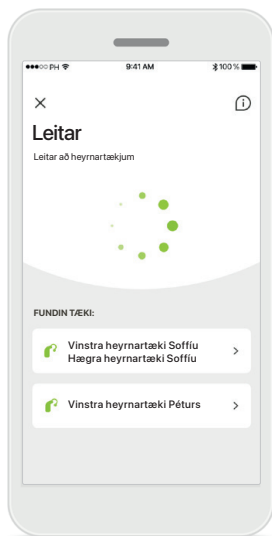 PH 9:41 AM 100%
Leitar
Leitar að heyrnartækjum
FUNDIN TÆKI:
Vinstra heyrnartæki Soffíu
Hægra heyrnartæki Soffíu
Vinstra heyrnartæki Péturs